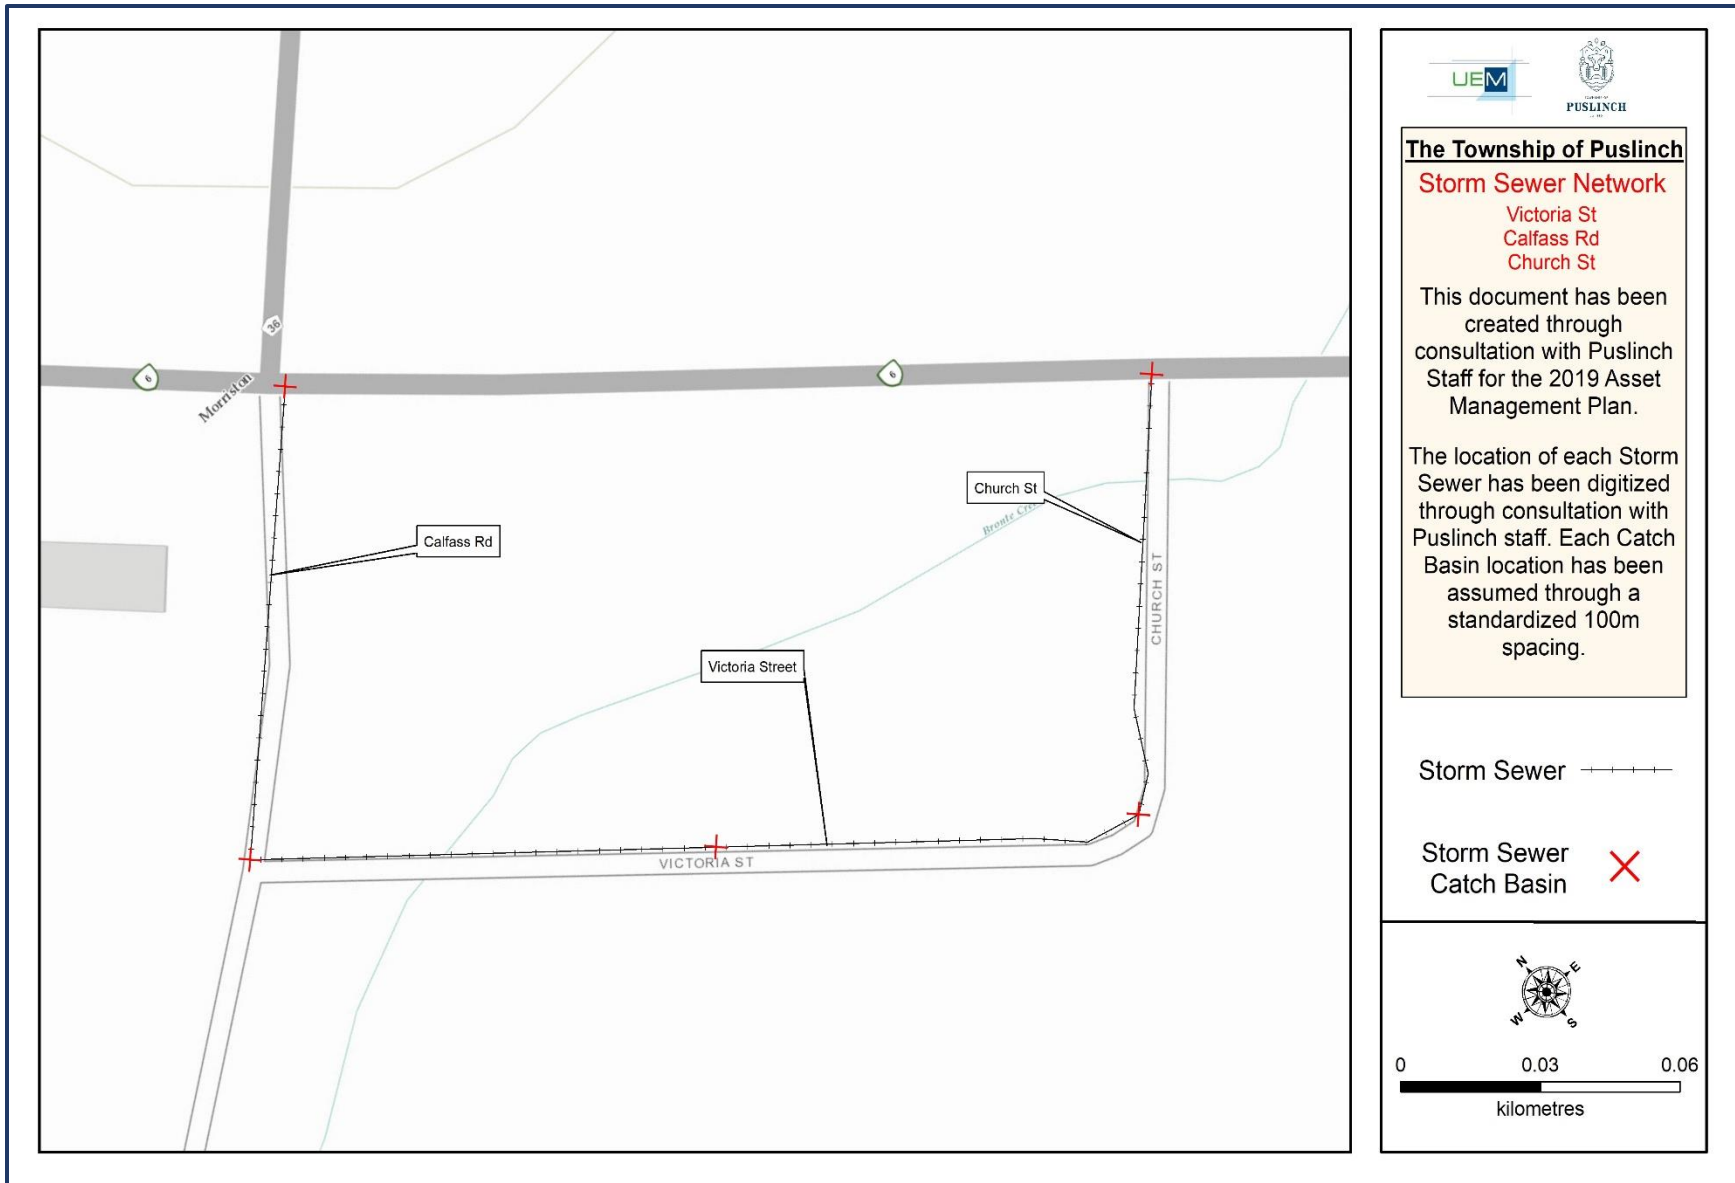 36
6
6
Morriston
Church St
Bronte Cre
Calfass Rd
CHURCH ST
Victoria Street
VICTORIA ST
UEM
PUSLINCH
The Township of Puslinch
Storm Sewer Network
Victoria St
Calfass Rd
Church St
This document has been
created through
consultation with Puslinch
Staff for the 2019 Asset
Management Plan.
The location of each Storm
Sewer has been digitized
through consultation with
Puslinch staff. Each Catch
Basin location has been
assumed through a
standardized 100m
spacing.
Storm Sewer
Storm Sewer
Catch Basin
N
E
W
S
0
0.03
0.06
kilometres